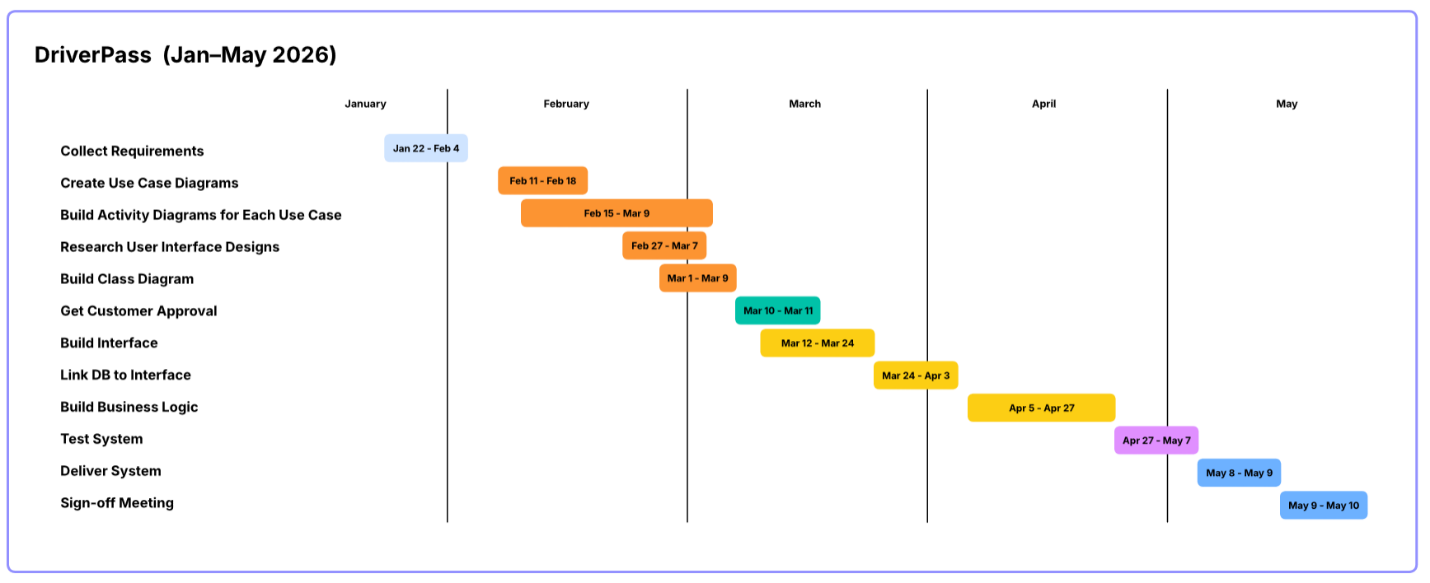 DriverPass (Jan–May 2026)
January February March April May
Collect Requirements Jan 22 - Feb 4
Create Use Case Diagrams Feb 11 - Feb 18
Build Activity Diagrams for Each Use Case Feb 15 - Mar 9
Research User Interface Designs Feb 27 - Mar 7
Build Class Diagram Mar 1 - Mar 9
Get Customer Approval Mar 10 - Mar 11
Build Interface Mar 12 - Mar 24
Link DB to Interface Mar 24 - Apr 3
Build Business Logic Apr 5 - Apr 27
Test System Apr 27 - May 7
Deliver System May 8 - May 9
Sign-off Meeting May 9 - May 10